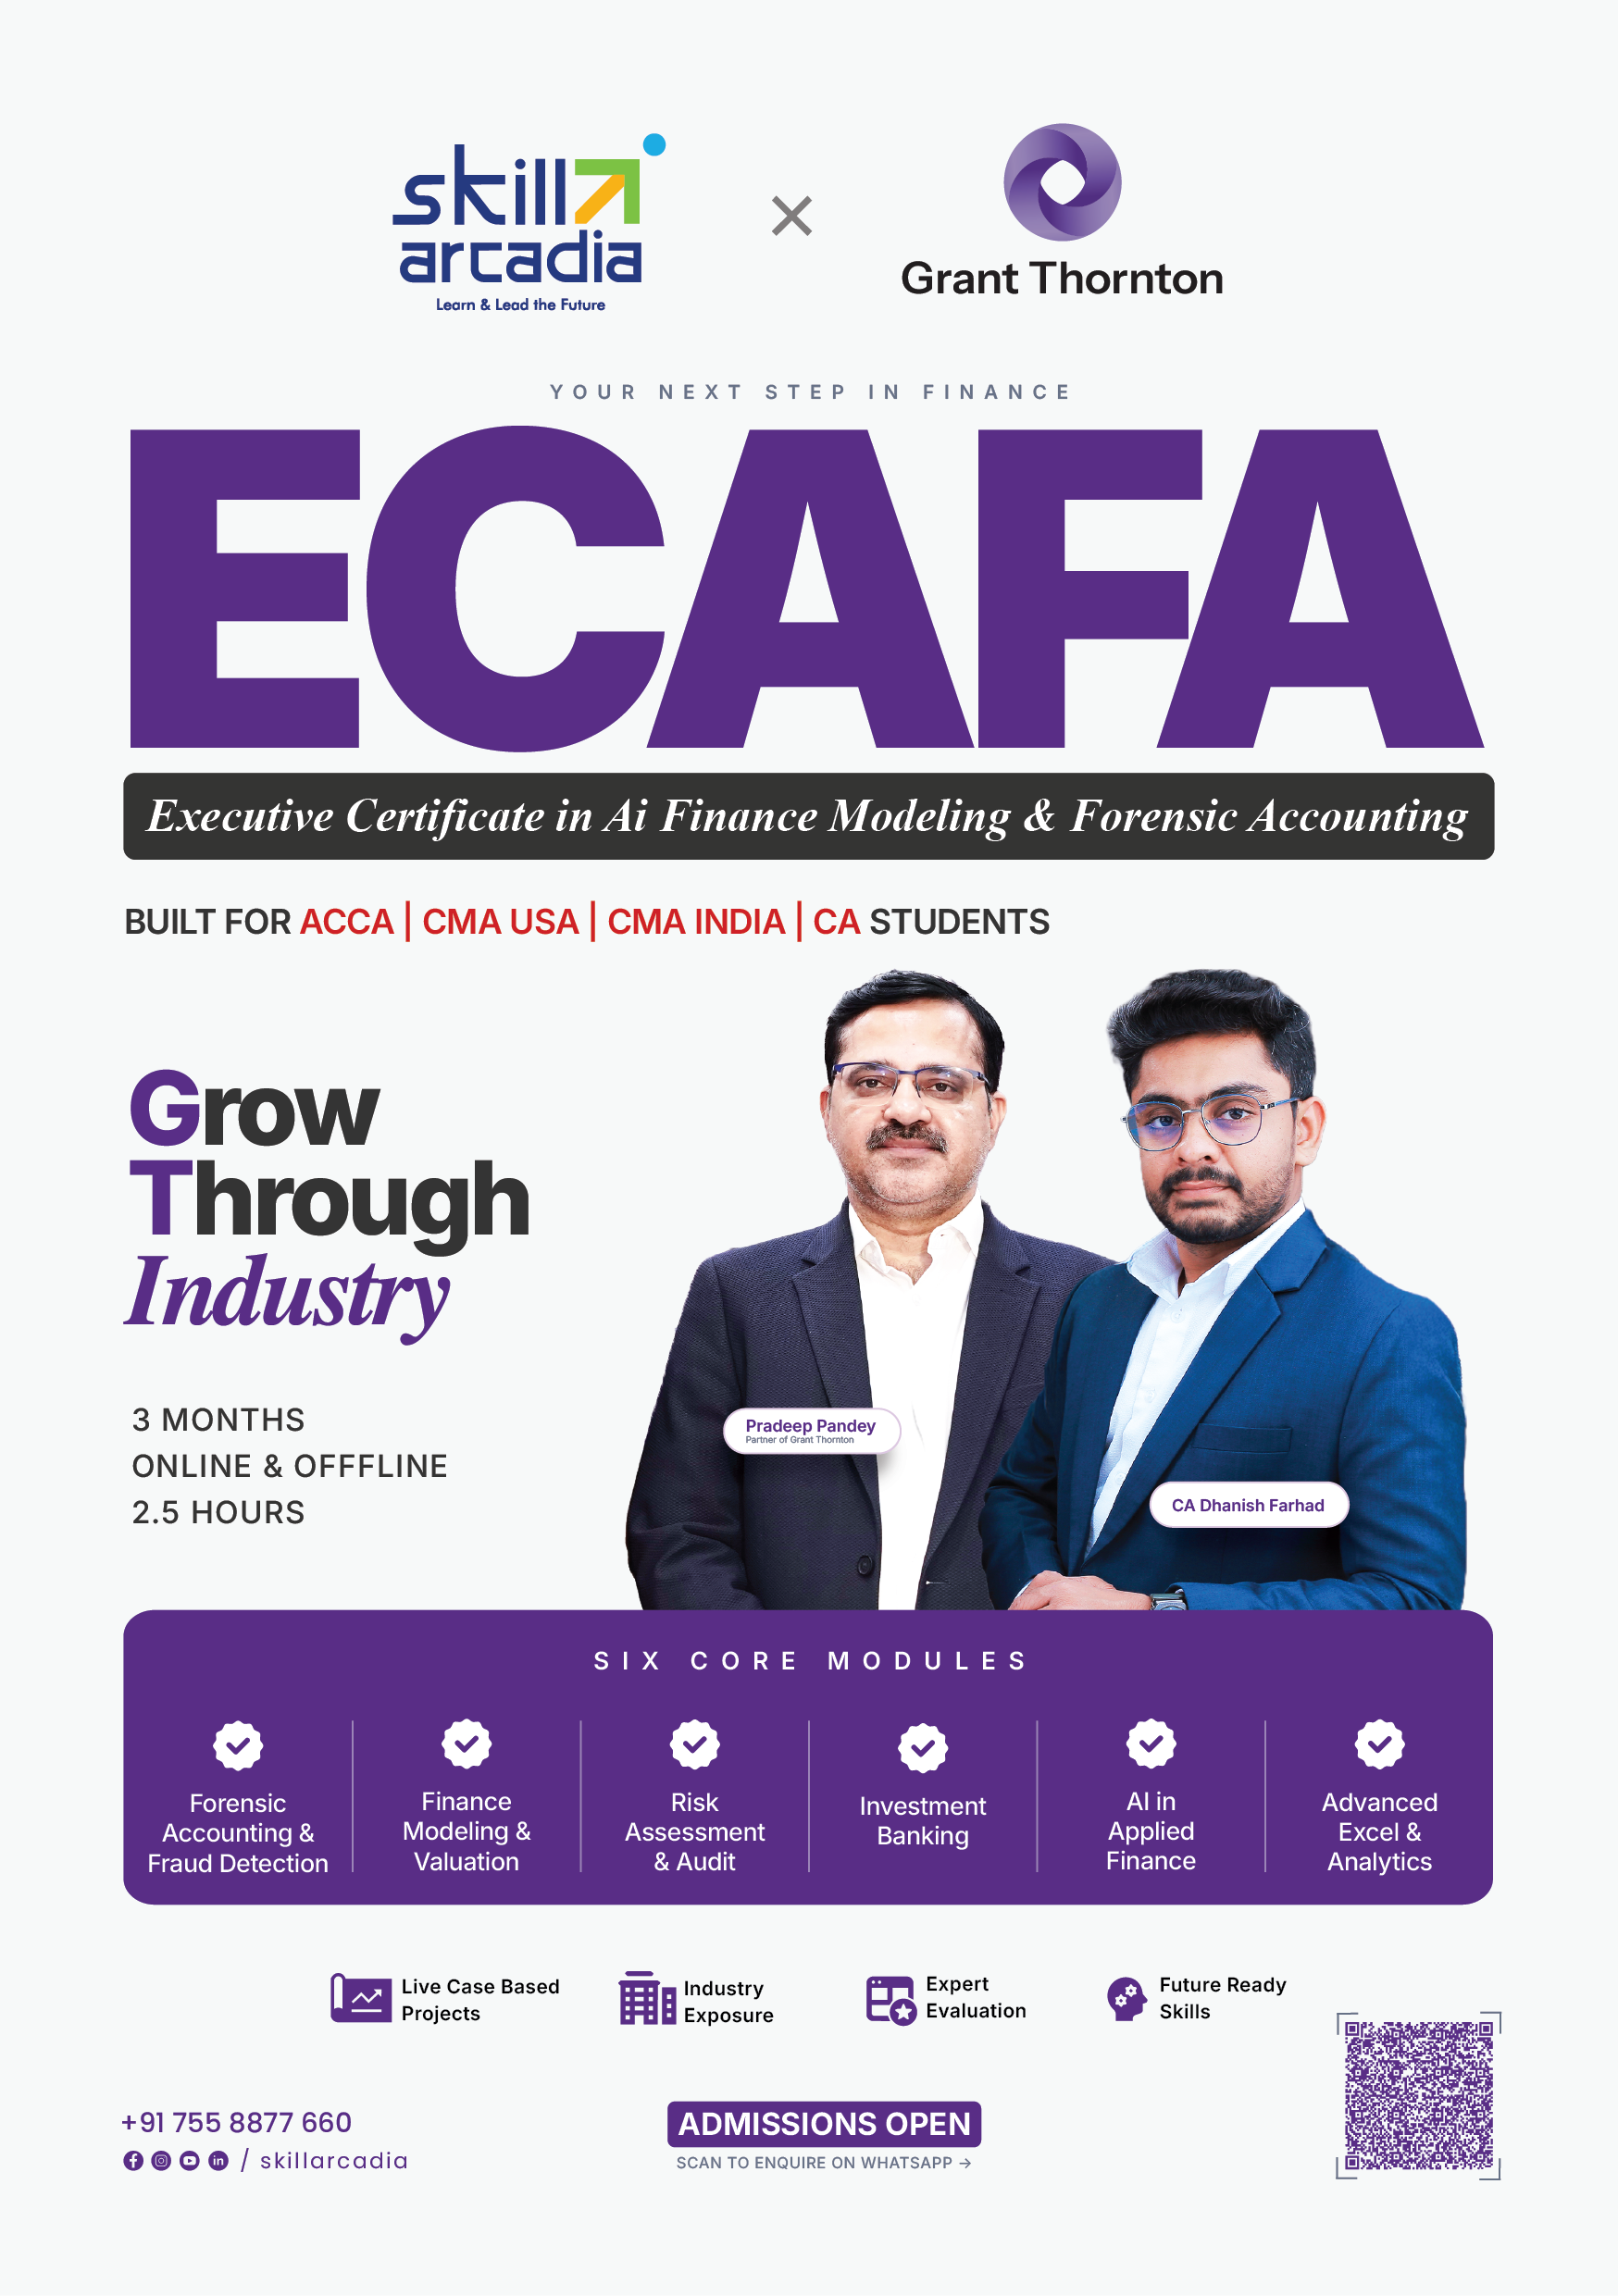 skill
arcadia
Learn & Lead the Future
×
Grant Thornton
YOUR NEXT STEP IN FINANCE
ECAFA
Executive Certificate in Ai Finance Modeling & Forensic Accounting
BUILT FOR ACCA | CMA USA | CMA INDIA | CA STUDENTS
Grow
Through
Industry
3 MONTHS
ONLINE & OFFFLINE
2.5 HOURS
Pradeep Pandey
Partner of Grant Thornton
CA Dhanish Farhad
SIX CORE MODULES
Forensic
Accounting &
Fraud Detection
Finance
Modeling &
Valuation
Risk
Assessment
& Audit
Investment
Banking
AI in
Applied
Finance
Advanced
Excel &
Analytics
Live Case Based
Projects
Industry
Exposure
Expert
Evaluation
Future Ready
Skills
+91 755 8877 660
/ skillarcadia
ADMISSIONS OPEN
SCAN TO ENQUIRE ON WHATSAPP →